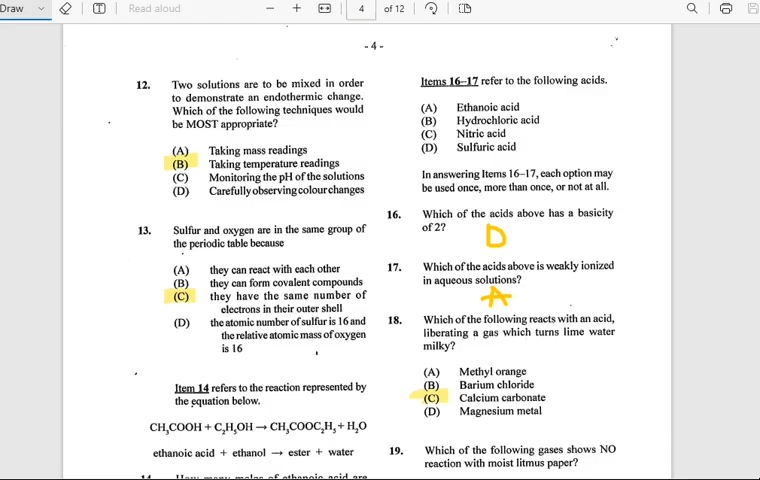 Draw
Read aloud
4
of 12
- 4 -
12. Two solutions are to be mixed in order
to demonstrate an endothermic change.
Which of the following techniques would
be MOST appropriate?
(A) Taking mass readings
(B) Taking temperature readings
(C) Monitoring the pH of the solutions
(D) Carefully observing colour changes
13. Sulfur and oxygen are in the same group of
the periodic table because
(A) they can react with each other
(B) they can form covalent compounds
(C) they have the same number of
electrons in their outer shell
(D) the atomic number of sulfur is 16 and
the relative atomic mass of oxygen
is 16
Item 14 refers to the reaction represented by
the equation below.
CH₃COOH + C₂H₅OH → CH₃COOC₂H₅ + H₂O
ethanoic acid + ethanol → ester + water
14. How many moles of ethanoic acid are
Items 16–17 refer to the following acids.
(A) Ethanoic acid
(B) Hydrochloric acid
(C) Nitric acid
(D) Sulfuric acid
In answering Items 16–17, each option may
be used once, more than once, or not at all.
16. Which of the acids above has a basicity
of 2?
D
17. Which of the acids above is weakly ionized
in aqueous solutions?
A
18. Which of the following reacts with an acid,
liberating a gas which turns lime water
milky?
(A) Methyl orange
(B) Barium chloride
(C) Calcium carbonate
(D) Magnesium metal
19. Which of the following gases shows NO
reaction with moist litmus paper?